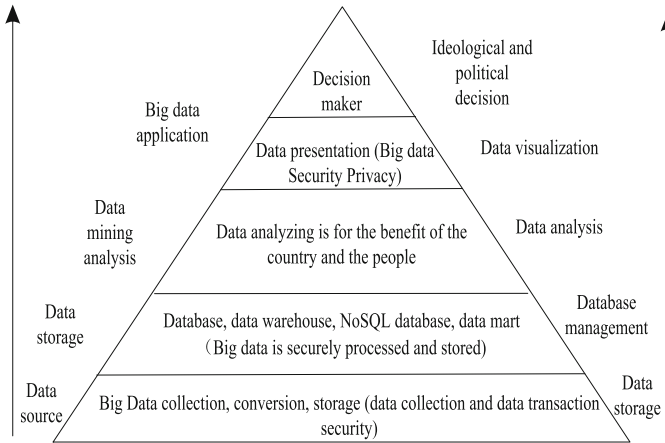 Ideological and
political
decision
Decision
maker
Big data
application
Data presentation (Big data
Security Privacy)
Data visualization
Data
mining
analysis
Data analyzing is for the benefit of the
country and the people
Data analysis
Data
storage
Database, data warehouse, NoSQL database, data mart
(Big data is securely processed and stored)
Database
management
Data
source
Big Data collection, conversion, storage (data collection and data transaction
security)
Data
storage